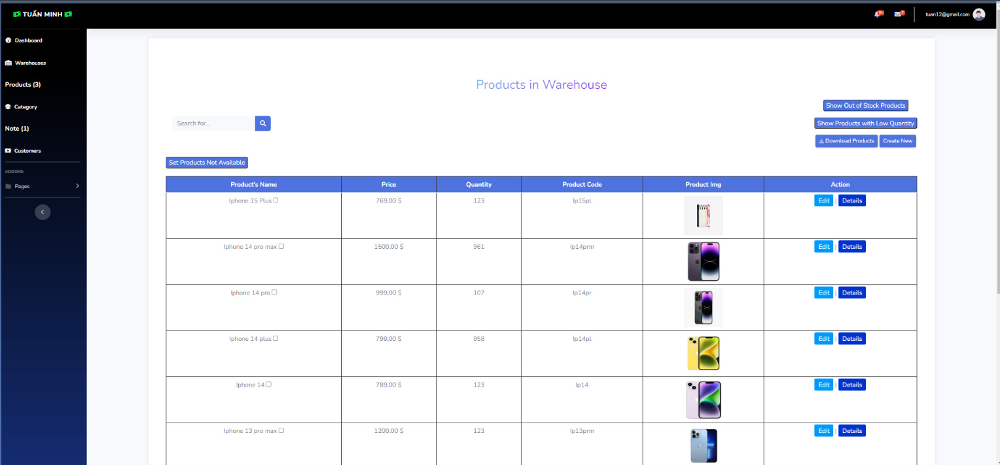 TUẤN MINH
3+
7
tuan12@gmail.com
Dashboard
Warehouses
Products (3)
Category
Note (1)
Customers
ADDONS
Pages
Products in Warehouse
Show Out of Stock Products
Search for...
Show Products with Low Quantity
Download Products Create New
Set Products Not Available
Product's Name Price Quantity Product Code Product Img Action
Iphone 15 Plus 769,00 $ 123 Ip15pl Edit | Details
Iphone 14 pro max 1500,00 $ 961 Ip14prm Edit | Details
Iphone 14 pro 999,00 $ 107 Ip14pr Edit | Details
Iphone 14 plus 799,00 $ 958 Ip14pl Edit | Details
Iphone 14 789,00 $ 123 Ip14 Edit | Details
Iphone 13 pro max 1200,00 $ 123 Ip13prm Edit | Details